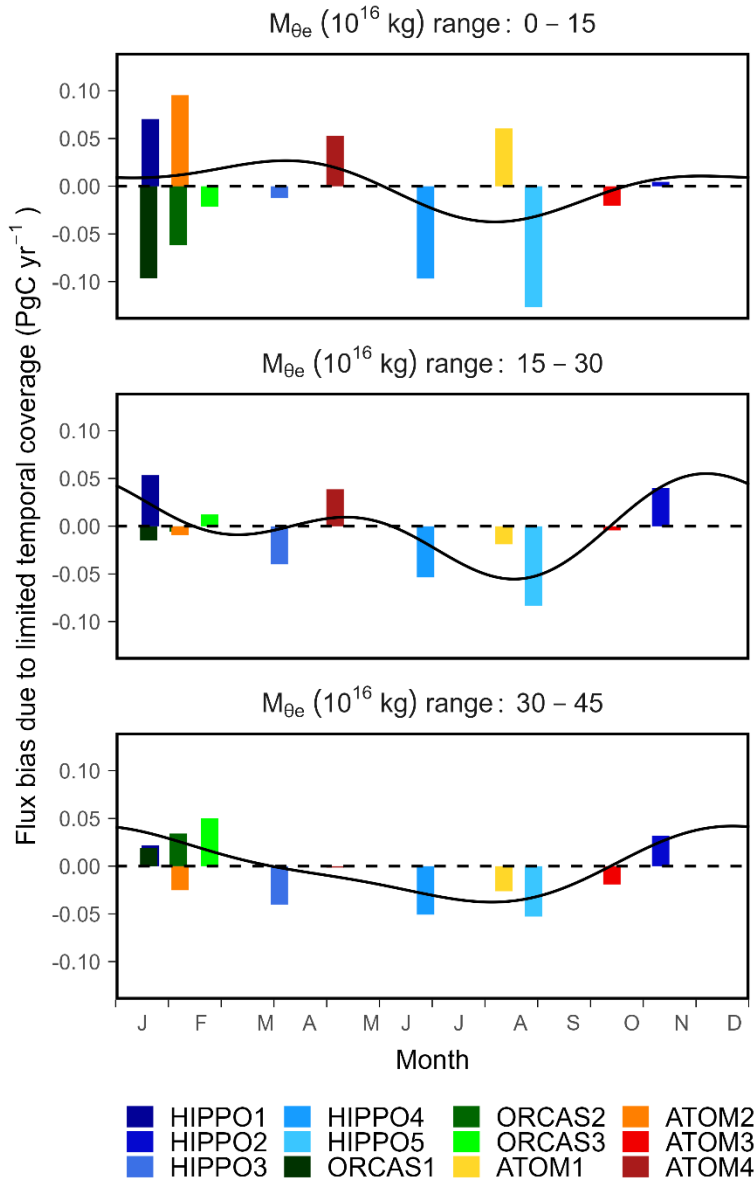 M_θe (10^16 kg) range: 0 – 15
0.10
0.05
0.00
-0.05
-0.10
M_θe (10^16 kg) range: 15 – 30
0.10
0.05
0.00
-0.05
-0.10
M_θe (10^16 kg) range: 30 – 45
0.10
0.05
0.00
-0.05
-0.10
Flux bias due to limited temporal coverage (PgC yr^−1 )
J F M A M J J A S O N D
Month
HIPPO1 HIPPO4 ORCAS2 ATOM2
HIPPO2 HIPPO5 ORCAS3 ATOM3
HIPPO3 ORCAS1 ATOM1 ATOM4